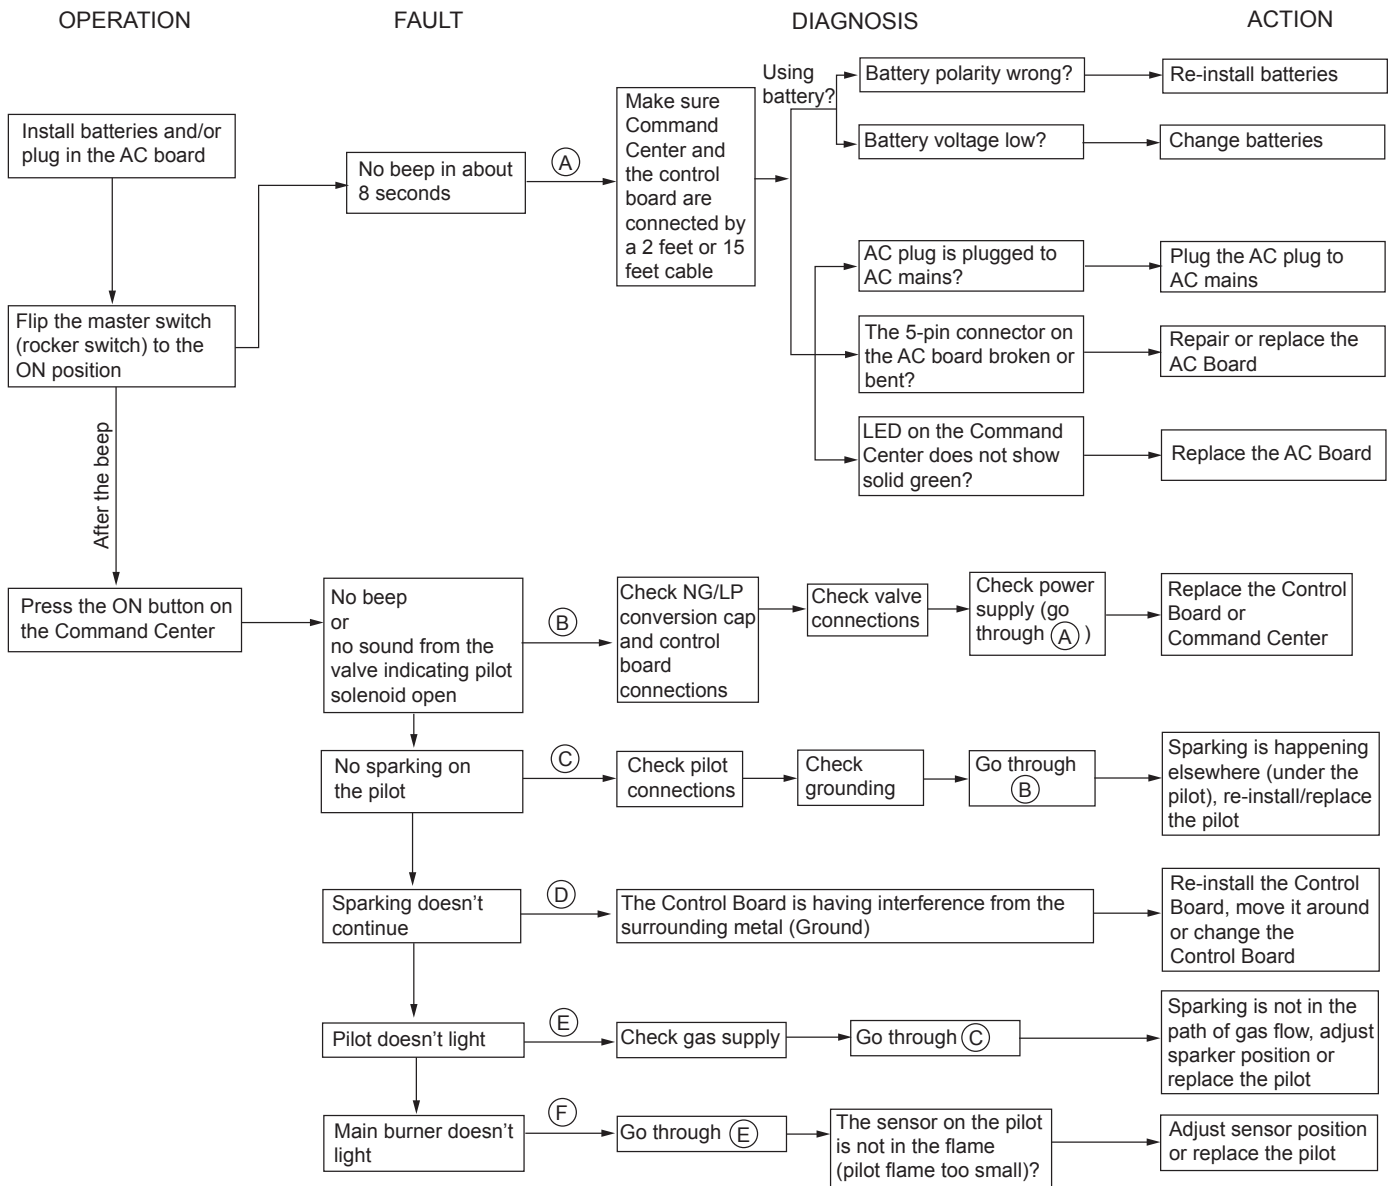 OPERATION
FAULT
DIAGNOSIS
ACTION
Install batteries and/or
plug in the AC board
Flip the master switch
(rocker switch) to the
ON position
After the beep
Press the ON button on
the Command Center
No beep in about
8 seconds
A
Make sure
Command
Center and
the control
board are
connected by
a 2 feet or 15
feet cable
Using
battery?
Battery polarity wrong?
Re-install batteries
Battery voltage low?
Change batteries
AC plug is plugged to
AC mains?
Plug the AC plug to
AC mains
The 5-pin connector on
the AC board broken or
bent?
Repair or replace the
AC Board
LED on the Command
Center does not show
solid green?
Replace the AC Board
No beep
or
no sound from the
valve indicating pilot
solenoid open
B
Check NG/LP
conversion cap
and control
board
connections
Check valve
connections
Check power
supply (go
through A )
Replace the Control
Board or
Command Center
No sparking on
the pilot
C
Check pilot
connections
Check
grounding
Go through
B
Sparking is happening
elsewhere (under the
pilot), re-install/replace
the pilot
Sparking doesn't
continue
D
The Control Board is having interference from the
surrounding metal (Ground)
Re-install the Control
Board, move it around
or change the
Control Board
Pilot doesn't light
E
Check gas supply
Go through C
Sparking is not in the
path of gas flow, adjust
sparker position or
replace the pilot
Main burner doesn't
light
F
Go through E
The sensor on the pilot
is not in the flame
(pilot flame too small)?
Adjust sensor position
or replace the pilot